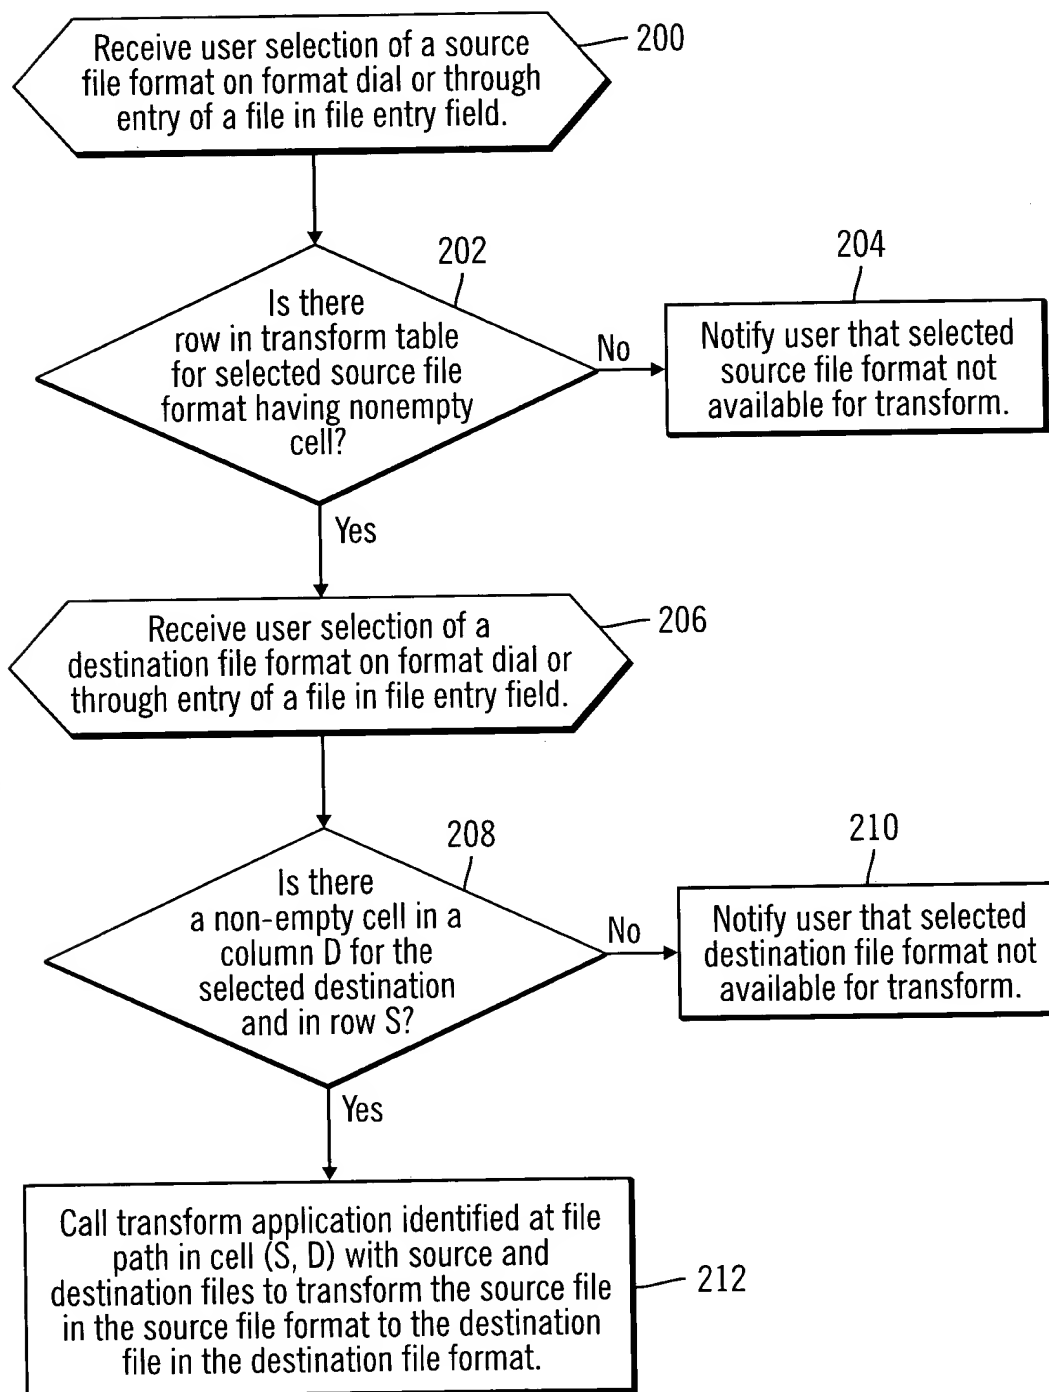 Receive user selection of a source
file format on format dial or through
entry of a file in file entry field.
200
202
Is there
row in transform table
for selected source file
format having nonempty
cell?
No
204
Notify user that selected
source file format not
available for transform.
Yes
Receive user selection of a
destination file format on format dial or
through entry of a file in file entry field.
206
208
Is there
a non-empty cell in a
column D for the
selected destination
and in row S?
No
210
Notify user that selected
destination file format not
available for transform.
Yes
Call transform application identified at file
path in cell (S, D) with source and
destination files to transform the source file
in the source file format to the destination
file in the destination file format.
212